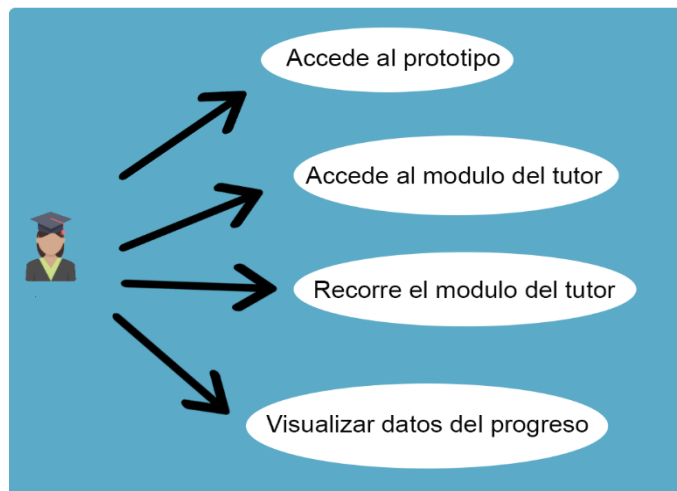 Accede al prototipo
Accede al modulo del tutor
Recorre el modulo del tutor
Visualizar datos del progreso